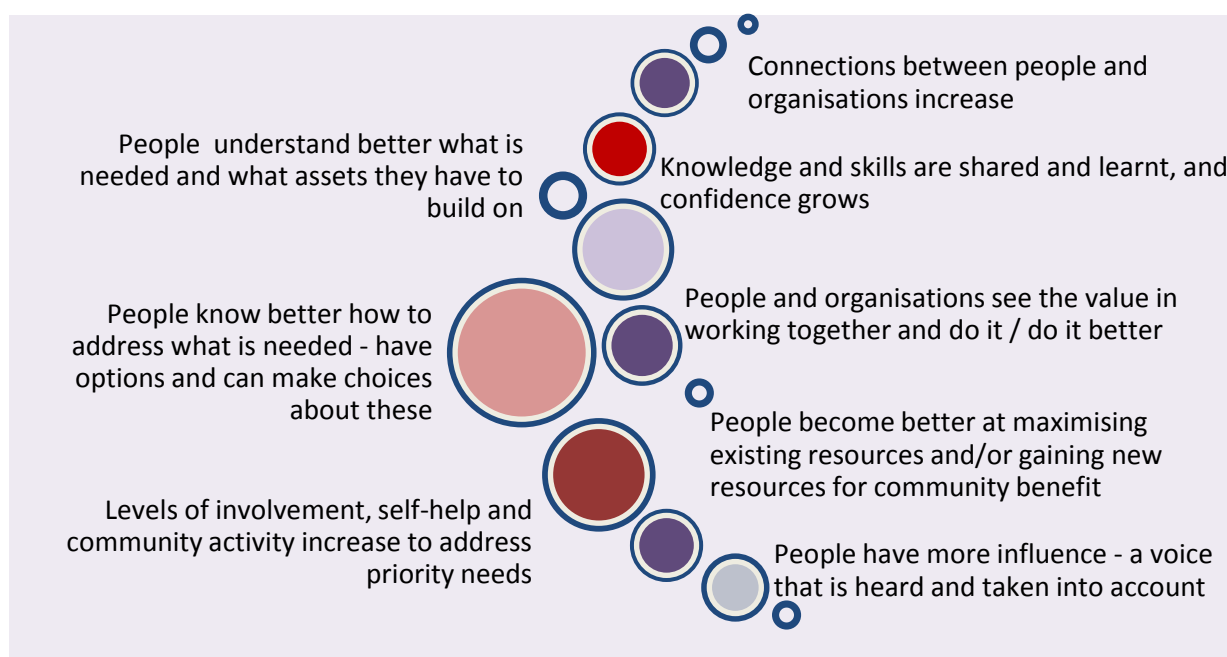 Connections between people and
organisations increase
People understand better what is
needed and what assets they have to
build on
Knowledge and skills are shared and learnt, and
confidence grows
People and organisations see the value in
working together and do it / do it better
People know better how to
address what is needed - have
options and can make choices
about these
People become better at maximising
existing resources and/or gaining new
resources for community benefit
Levels of involvement, self-help and
community activity increase to address
priority needs
People have more influence - a voice
that is heard and taken into account